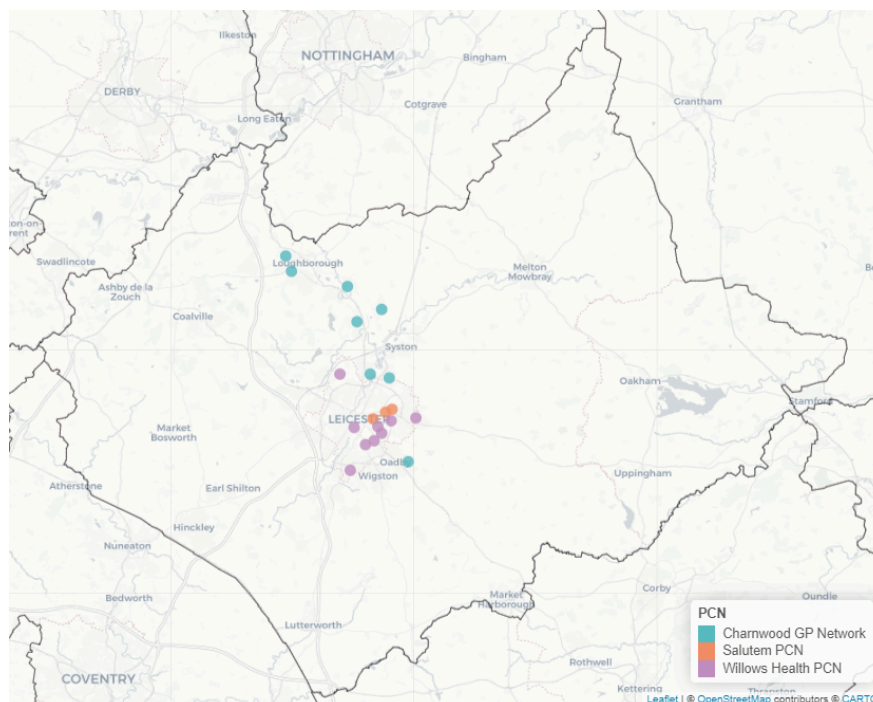 Ilkeston
NOTTINGHAM
Bingham
DERBY
Grantham
Cotgrave
Long Eaton
Loughborough
Melton
Mowbray
Swadlincote
Ashby de la
Zouch
Coalville
Syston
Oakham
Stamford
LEICESTER
Market
Bosworth
Oadby
Wigston
Uppingham
Atherstone
Earl Shilton
Hinckley
Nuneaton
Bedworth
Market
Harborough
Corby
Oundle
Lutterworth
COVENTRY
Rothwell
Kettering
Thrapston
PCN
Charnwood GP Network
Salutem PCN
Willows Health PCN
Leaflet | © OpenStreetMap contributors © CARTO